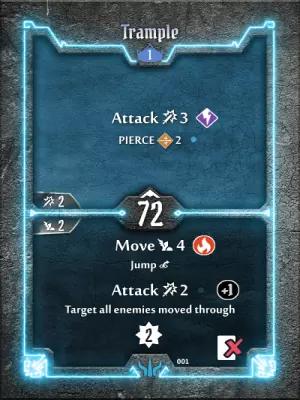 Trample
1
Attack 3
PIERCE 2
2
72
2
Move 4
Jump
Attack 2 +1
Target all enemies moved through
2
001